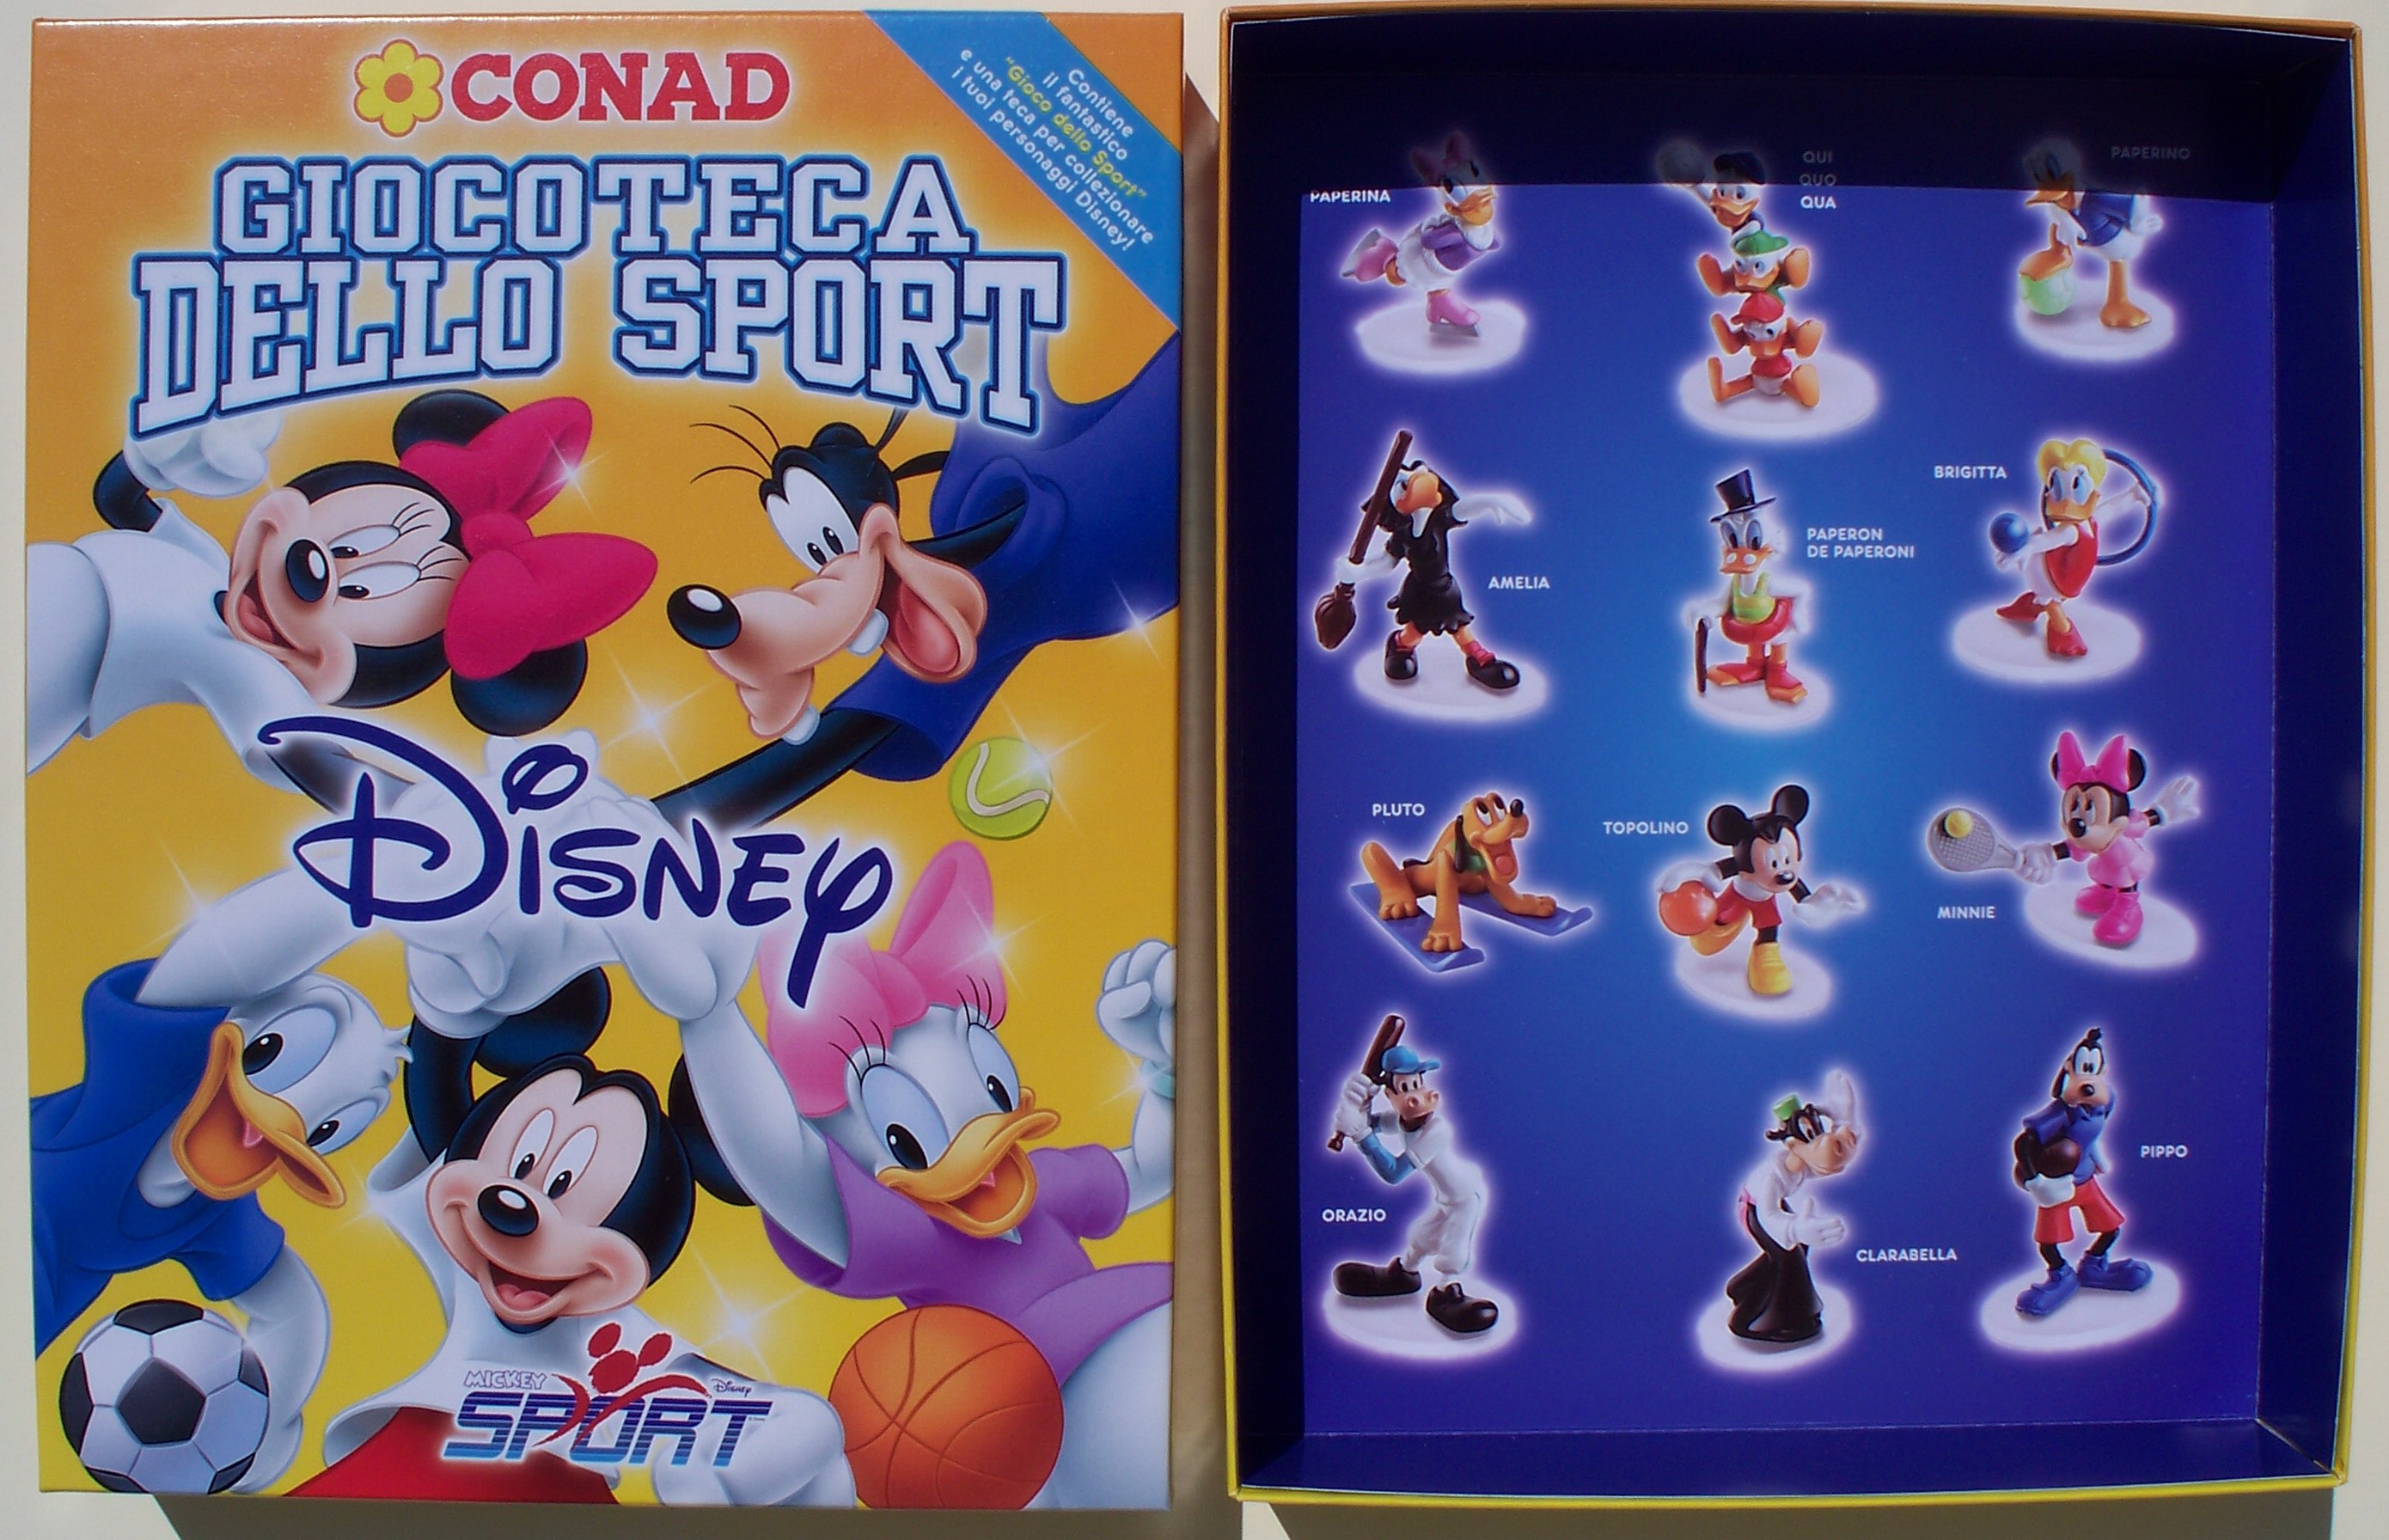 CONAD
GIOCOTECA
DELLO SPORT
Contiene
il fantastico
"Gioco dello Sport"
e una teca per collezionare
i tuoi personaggi Disney!
Disney
MICKEY
Disney
SPORT
PAPERINA
QUI
QUO
QUA
PAPERINO
AMELIA
PAPERON
DE PAPERONI
BRIGITTA
PLUTO
TOPOLINO
MINNIE
ORAZIO
CLARABELLA
PIPPO